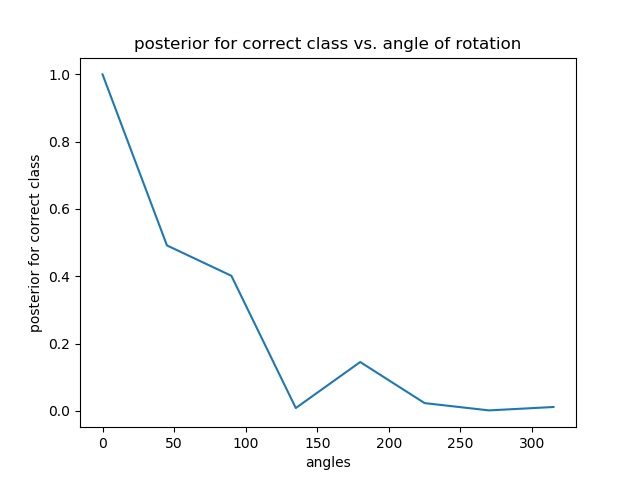 posterior for correct class vs. angle of rotation
1.0
0.8
0.6
0.4
0.2
0.0
posterior for correct class
0 50 100 150 200 250 300
angles